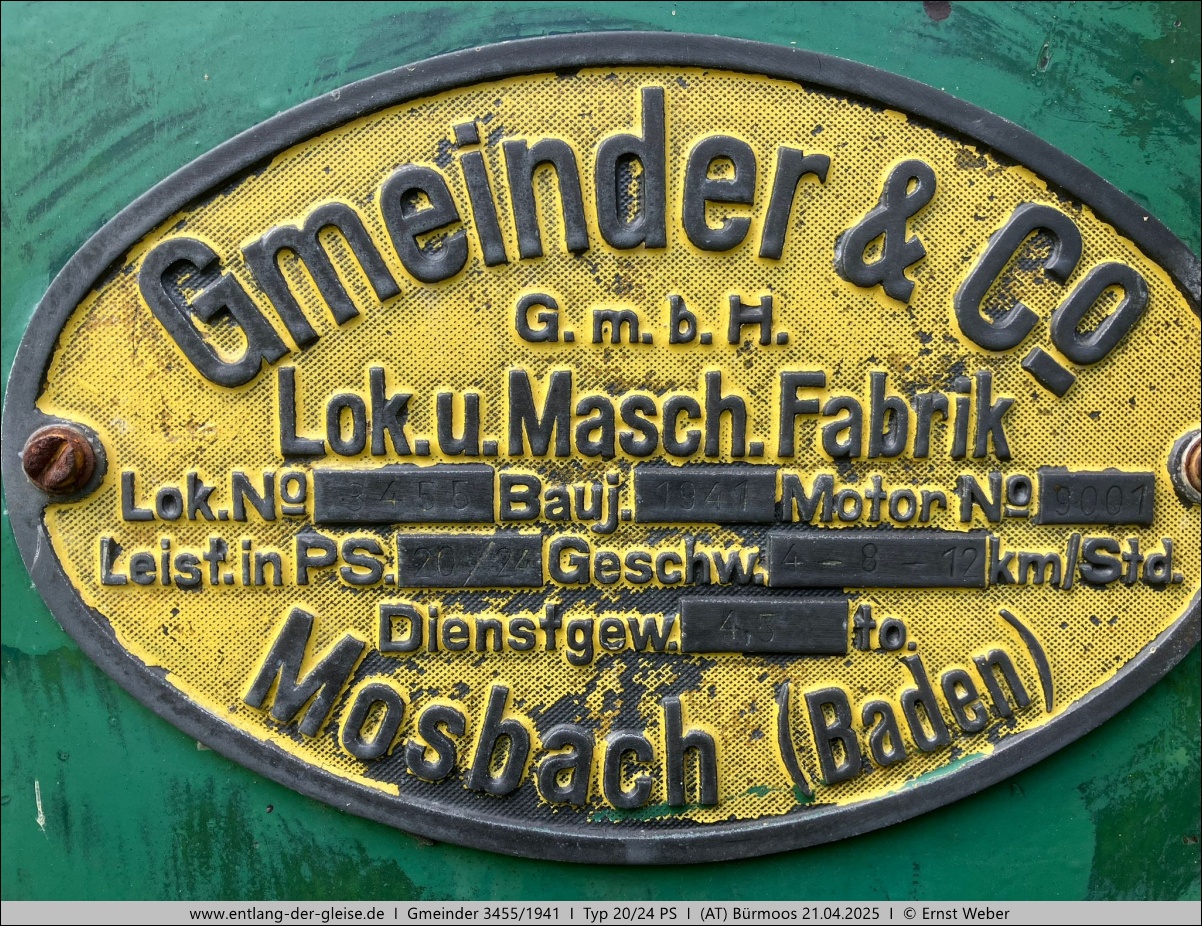 Gmeinder & Co
G. m. b. H.
Lok. u. Masch. Fabrik
Lok. Nº 3455 Bauj. 1941 Motor Nº 9001
Leist. in PS. 20/24 Geschw. 4 - 8 - 12 km/Std.
Dienstgew. 4,5 to.
Mosbach (Baden)
www.entlang-der-gleise.de I Gmeinder 3455/1941 I Typ 20/24 PS I (AT) Bürmoos 21.04.2025 I © Ernst Weber